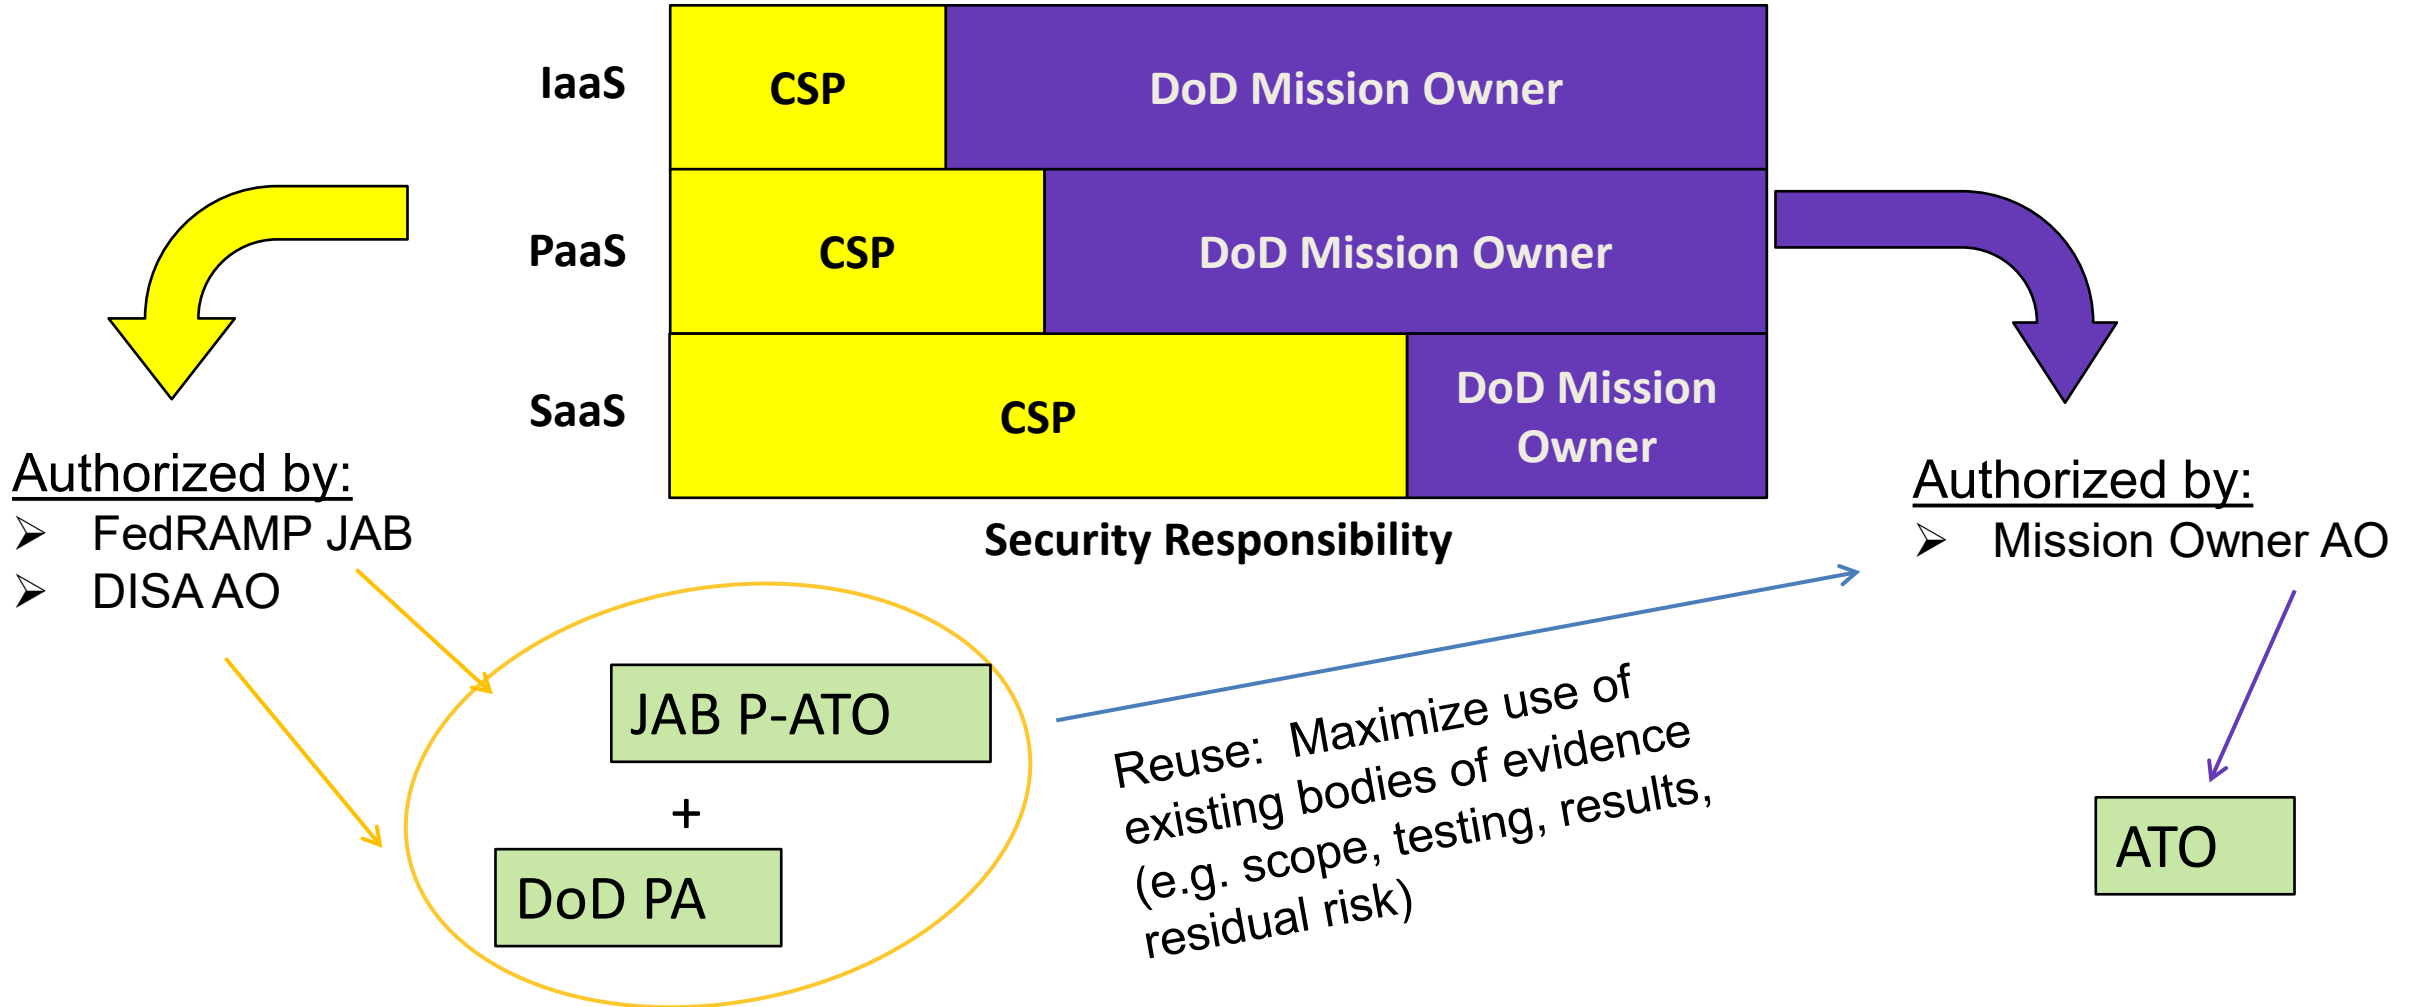 IaaS
CSP
DoD Mission Owner
PaaS
CSP
DoD Mission Owner
SaaS
CSP
DoD Mission
Owner
Security Responsibility
Authorized by:
➢ FedRAMP JAB
➢ DISA AO
Authorized by:
➢ Mission Owner AO
JAB P-ATO
+
DoD PA
Reuse: Maximize use of
existing bodies of evidence
(e.g. scope, testing, results,
residual risk)
ATO